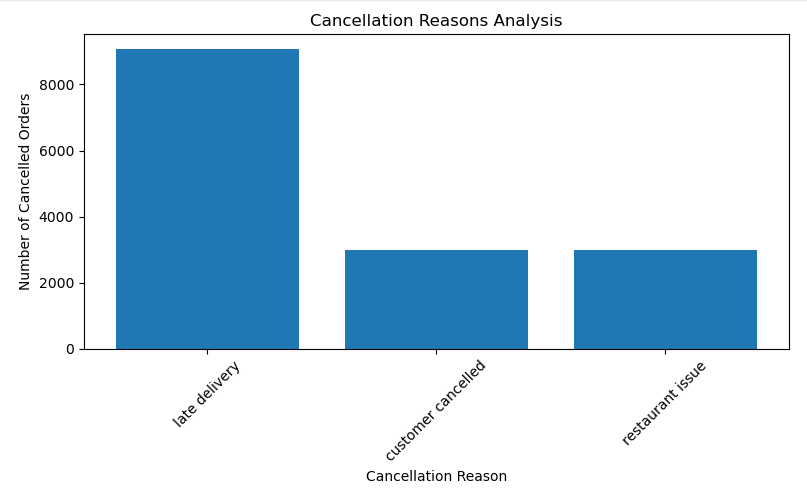 Cancellation Reasons Analysis
Number of Cancelled Orders
8000
6000
4000
2000
0
late delivery
customer cancelled
restaurant issue
Cancellation Reason